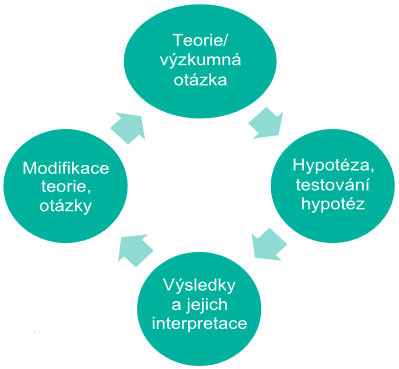 Teorie/
výzkumná
otázka
Hypotéza,
testování
hypotéz
Výsledky
a jejich
interpretace
Modifikace
teorie,
otázky